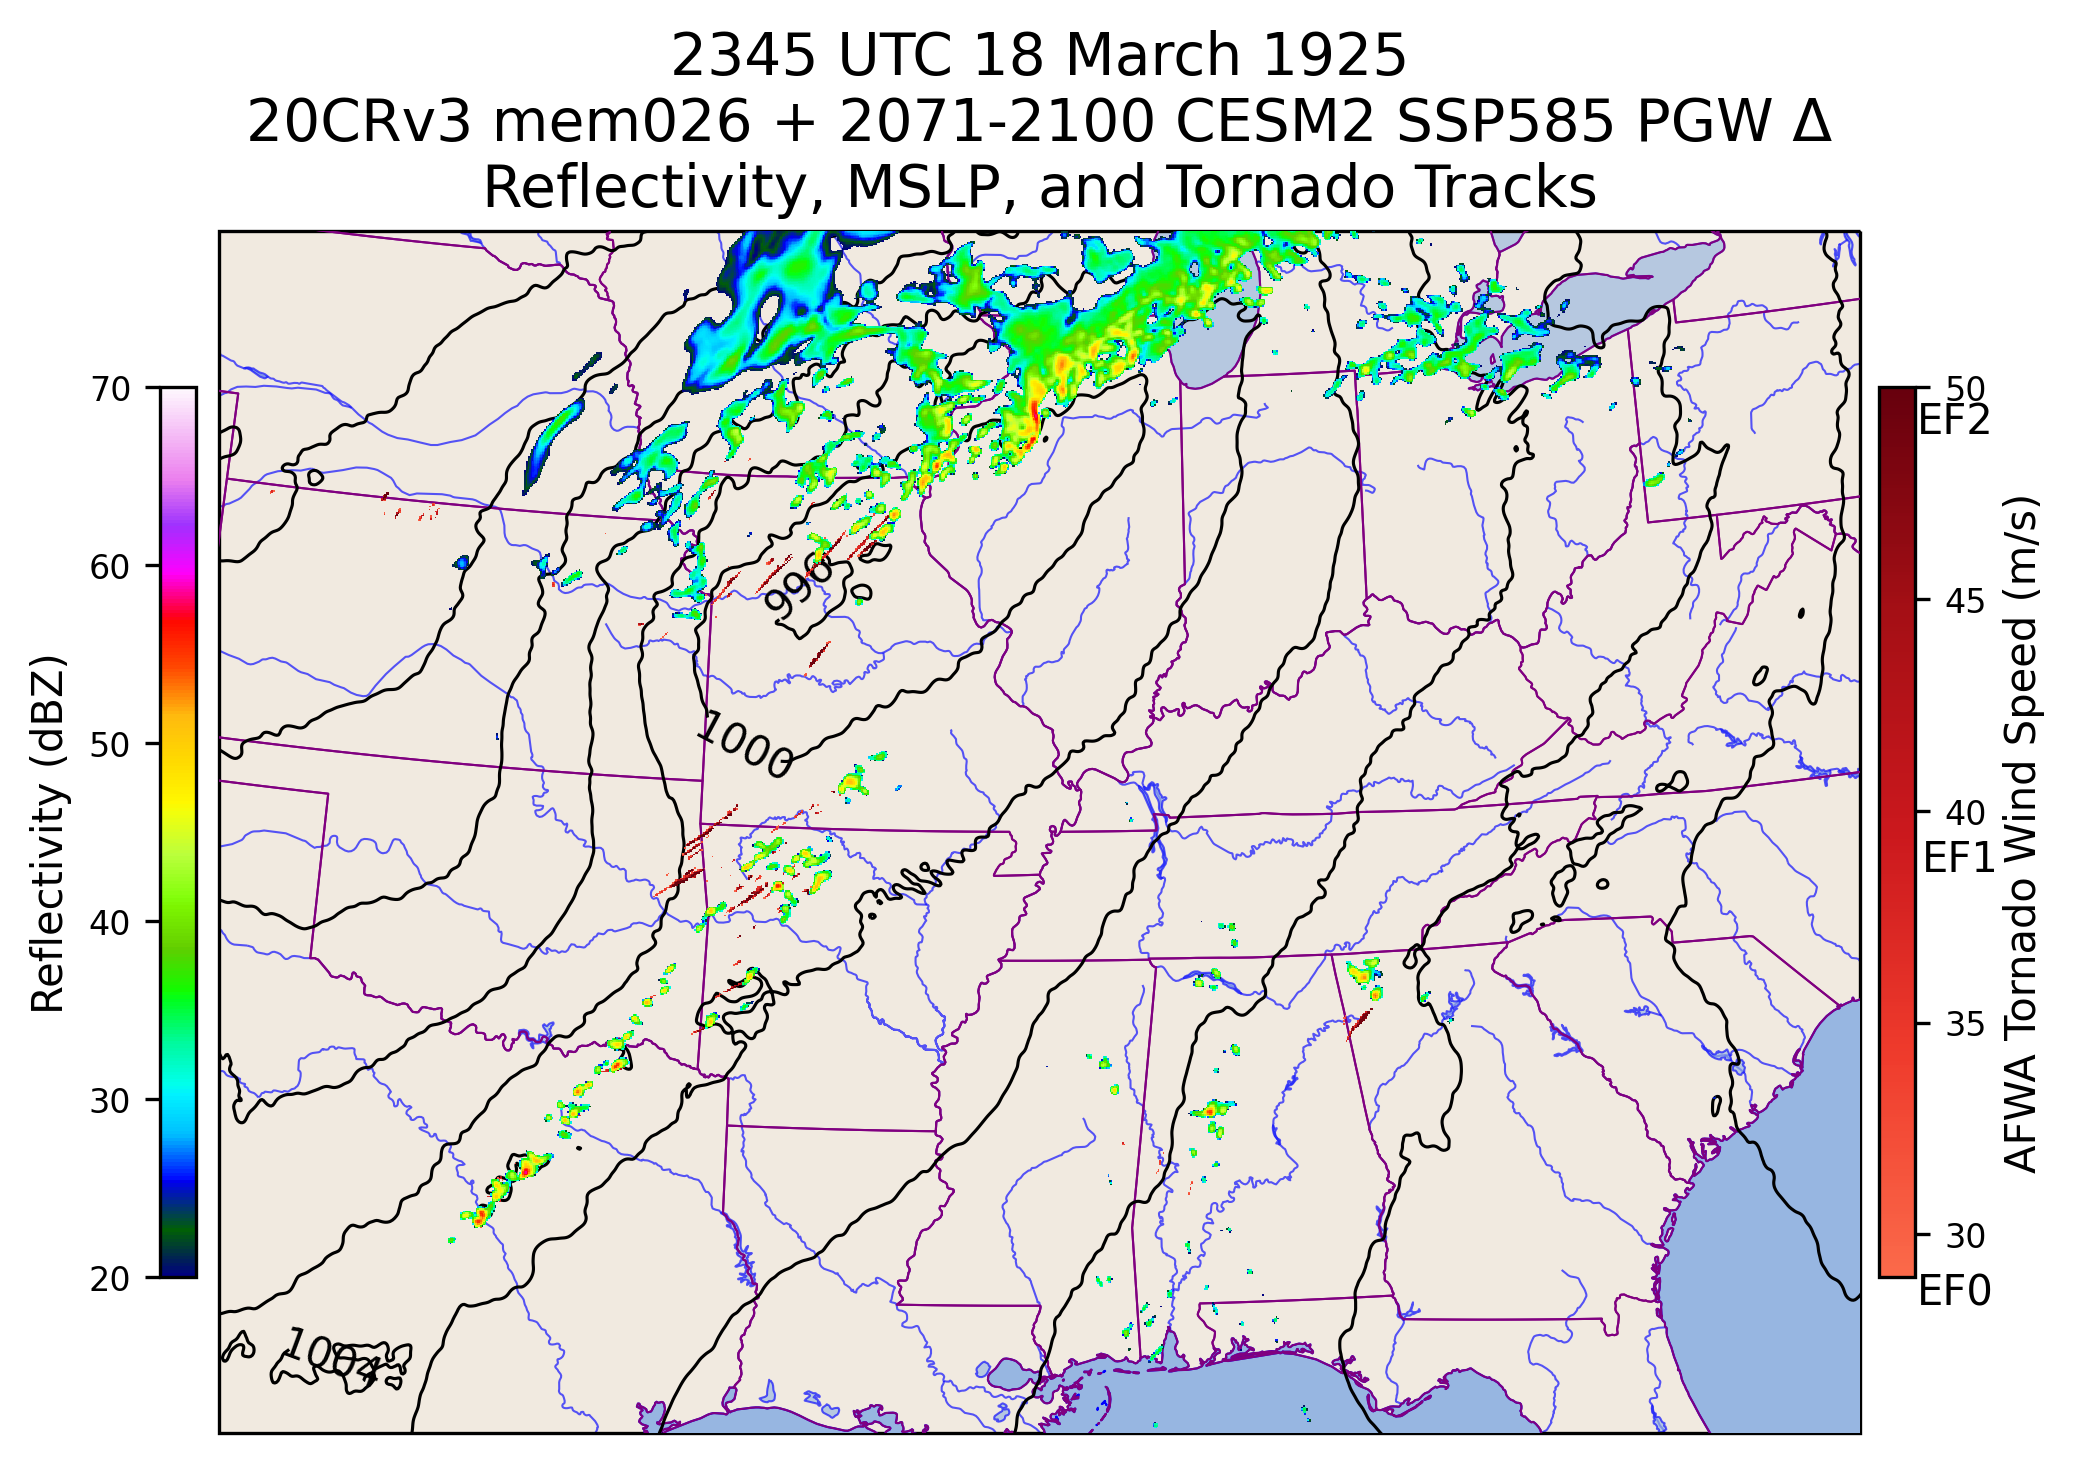 2345 UTC 18 March 1925
20CRv3 mem026 + 2071-2100 CESM2 SSP585 PGW Δ
Reflectivity, MSLP, and Tornado Tracks
Reflectivity (dBZ)
70
60
50
40
30
20
996
1000
1004
50
EF2
45
40
EF1
35
30
EF0
AFWA Tornado Wind Speed (m/s)